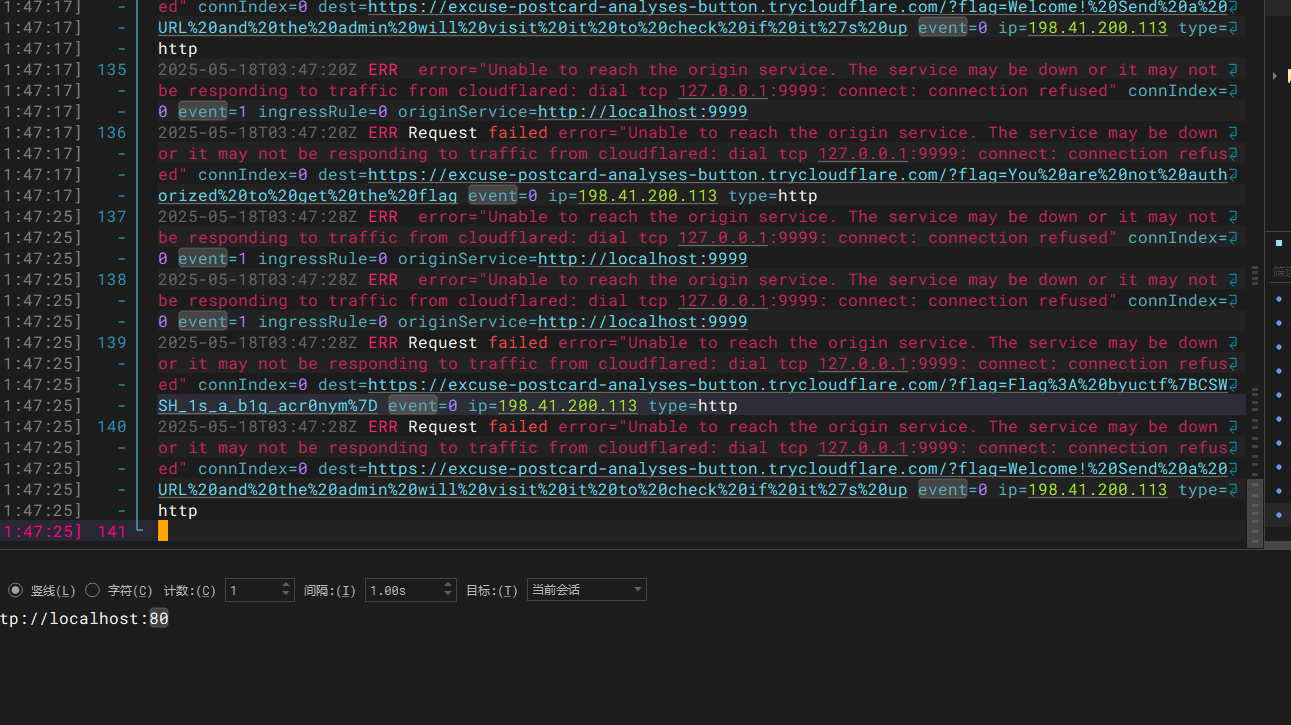 1:47:17] - ed" connIndex=0 dest=https://excuse-postcard-analyses-button.trycloudflare.com/?flag=Welcome!%20Send%20a%20
1:47:17] - URL%20and%20the%20admin%20will%20visit%20it%20to%20check%20if%20it%27s%20up event=0 ip=198.41.200.113 type=
1:47:17] - http
1:47:17] 135 2025-05-18T03:47:20Z ERR  error="Unable to reach the origin service. The service may be down or it may not
1:47:17] - be responding to traffic from cloudflared: dial tcp 127.0.0.1:9999: connect: connection refused" connIndex=
1:47:17] - 0 event=1 ingressRule=0 originService=http://localhost:9999
1:47:17] 136 2025-05-18T03:47:20Z ERR Request failed error="Unable to reach the origin service. The service may be down
1:47:17] - or it may not be responding to traffic from cloudflared: dial tcp 127.0.0.1:9999: connect: connection refus
1:47:17] - ed" connIndex=0 dest=https://excuse-postcard-analyses-button.trycloudflare.com/?flag=You%20are%20not%20auth
1:47:17] - orized%20to%20get%20the%20flag event=0 ip=198.41.200.113 type=http
1:47:25] 137 2025-05-18T03:47:28Z ERR  error="Unable to reach the origin service. The service may be down or it may not
1:47:25] - be responding to traffic from cloudflared: dial tcp 127.0.0.1:9999: connect: connection refused" connIndex=
1:47:25] - 0 event=1 ingressRule=0 originService=http://localhost:9999
1:47:25] 138 2025-05-18T03:47:28Z ERR  error="Unable to reach the origin service. The service may be down or it may not
1:47:25] - be responding to traffic from cloudflared: dial tcp 127.0.0.1:9999: connect: connection refused" connIndex=
1:47:25] - 0 event=1 ingressRule=0 originService=http://localhost:9999
1:47:25] 139 2025-05-18T03:47:28Z ERR Request failed error="Unable to reach the origin service. The service may be down
1:47:25] - or it may not be responding to traffic from cloudflared: dial tcp 127.0.0.1:9999: connect: connection refus
1:47:25] - ed" connIndex=0 dest=https://excuse-postcard-analyses-button.trycloudflare.com/?flag=Flag%3A%20byuctf%7BCSW
1:47:25] - SH_1s_a_b1g_acr0nym%7D event=0 ip=198.41.200.113 type=http
1:47:25] 140 2025-05-18T03:47:28Z ERR Request failed error="Unable to reach the origin service. The service may be down
1:47:25] - or it may not be responding to traffic from cloudflared: dial tcp 127.0.0.1:9999: connect: connection refus
1:47:25] - ed" connIndex=0 dest=https://excuse-postcard-analyses-button.trycloudflare.com/?flag=Welcome!%20Send%20a%20
1:47:25] - URL%20and%20the%20admin%20will%20visit%20it%20to%20check%20if%20it%27s%20up event=0 ip=198.41.200.113 type=
1:47:25] - http
1:47:25] 141
竖线(L) 字符(C) 计数:(C) 1 间隔:(I) 1.00s 目标:(T) 当前会话
tp://localhost:80